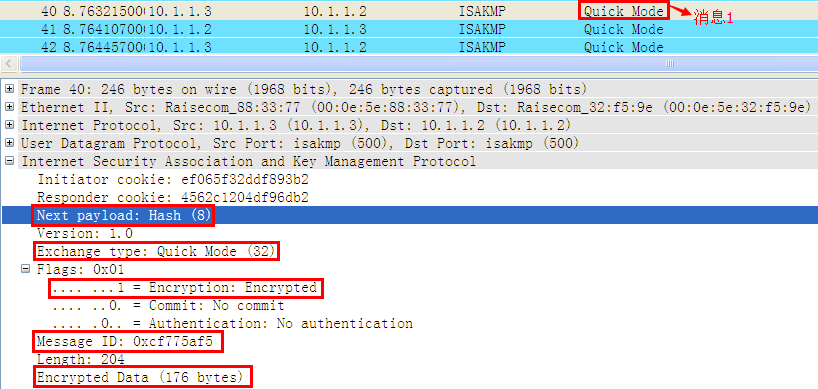 40 8.76321500( 10.1.1.3 10.1.1.2 ISAKMP Quick Mode 消息1
41 8.76410700( 10.1.1.2 10.1.1.3 ISAKMP Quick Mode
42 8.76445700( 10.1.1.3 10.1.1.2 ISAKMP Quick Mode
Frame 40: 246 bytes on wire (1968 bits), 246 bytes captured (1968 bits)
Ethernet II, Src: Raisecom_88:33:77 (00:0e:5e:88:33:77), Dst: Raisecom_32:f5:9e (00:0e:5e:32:f5:9e)
Internet Protocol, Src: 10.1.1.3 (10.1.1.3), Dst: 10.1.1.2 (10.1.1.2)
User Datagram Protocol, Src Port: isakmp (500), Dst Port: isakmp (500)
Internet Security Association and Key Management Protocol
Initiator cookie: ef065f32ddf893b2
Responder cookie: 4562c1204df96db2
Next payload: Hash (8)
Version: 1.0
Exchange type: Quick Mode (32)
Flags: 0x01
.... ...1 = Encryption: Encrypted
.... ..0. = Commit: No commit
.... .0.. = Authentication: No authentication
Message ID: 0xcf775af5
Length: 204
Encrypted Data (176 bytes)